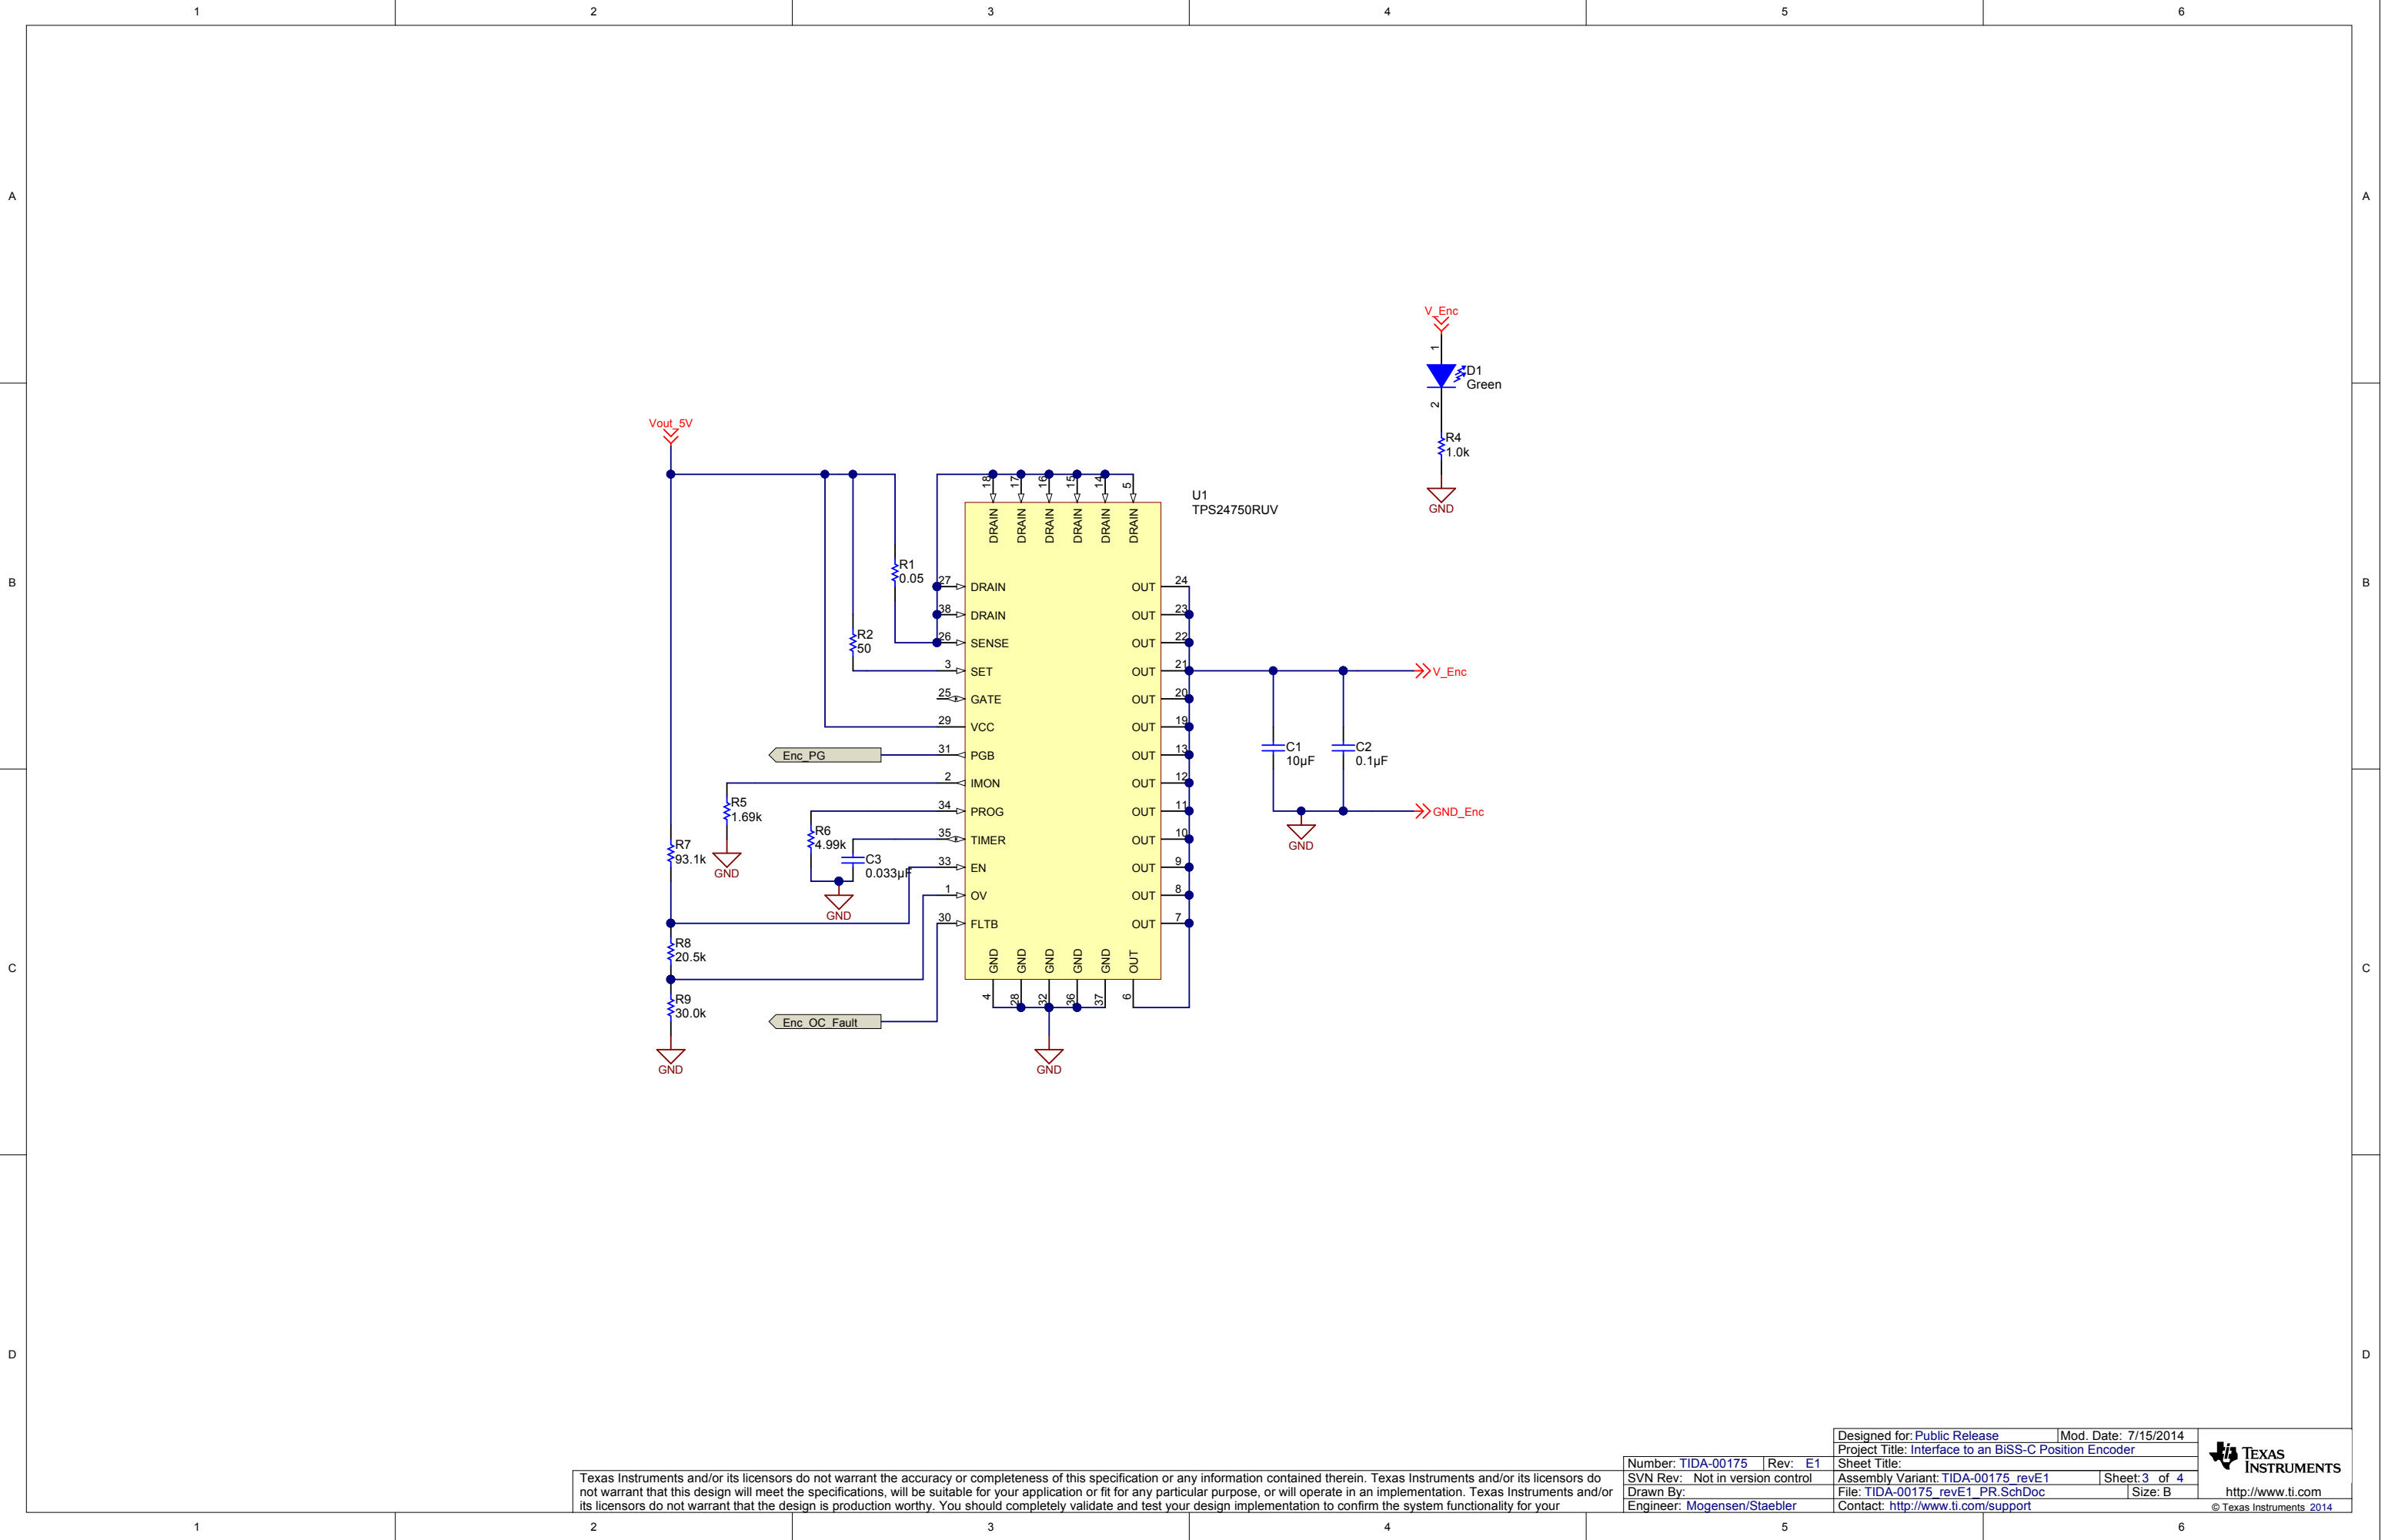 1 2 3 4 5 6
A A
V_Enc
1
D1
Green
2
R4
1.0k
GND
Vout_5V
18 17 16 15 14 5
U1
TPS24750RUV
DRAIN DRAIN DRAIN DRAIN DRAIN DRAIN
R1
0.05
B B
27 DRAIN OUT 24
38 DRAIN OUT 23
R2
50
26 SENSE OUT 22
3 SET OUT 21
V_Enc
25 GATE OUT 20
29 VCC OUT 19
Enc_PG
31 PGB OUT 13
C1
10µF
C2
0.1µF
2 IMON OUT 12
R5
1.69k
GND
34 PROG OUT 11
GND_Enc
GND
R6
4.99k
35 TIMER OUT 10
R7
93.1k
C3
0.033µF
33 EN OUT 9
1 OV OUT 8
GND
30 FLTB OUT 7
R8
20.5k
C C
GND GND GND GND GND OUT
4 28 32 36 37 6
R9
30.0k
Enc_OC_Fault
GND
GND
D D
Texas Instruments and/or its licensors do not warrant the accuracy or completeness of this specification or any information contained therein. Texas Instruments and/or its licensors do
not warrant that this design will meet the specifications, will be suitable for your application or fit for any particular purpose, or will operate in an implementation. Texas Instruments and/or
its licensors do not warrant that the design is production worthy. You should completely validate and test your design implementation to confirm the system functionality for your
Number: TIDA-00175 Rev: E1
SVN Rev: Not in version control
Drawn By:
Engineer: Mogensen/Staebler
Designed for: Public Release Mod. Date: 7/15/2014
Project Title: Interface to an BiSS-C Position Encoder
Sheet Title:
Assembly Variant: TIDA-00175_revE1 Sheet: 3 of 4
File: TIDA-00175_revE1_PR.SchDoc Size: B
Contact: http://www.ti.com/support
TEXAS
INSTRUMENTS
http://www.ti.com
© Texas Instruments 2014
1 2 3 4 5 6